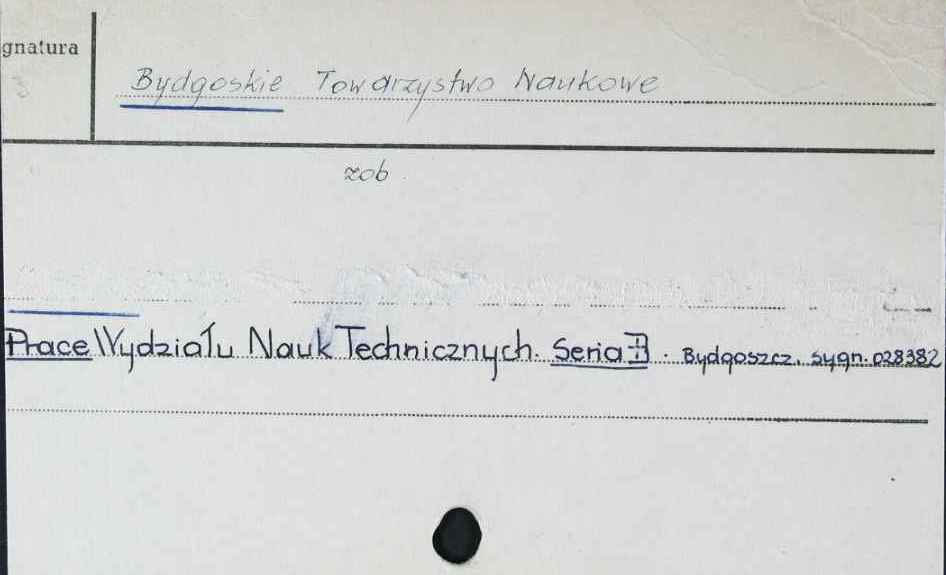 gnatura
Bydgoskie Towarzystwo Naukowe
zob.
Prace Wydziału Nauk Technicznych. Seria B. Bydgoszcz. sygn. 028382